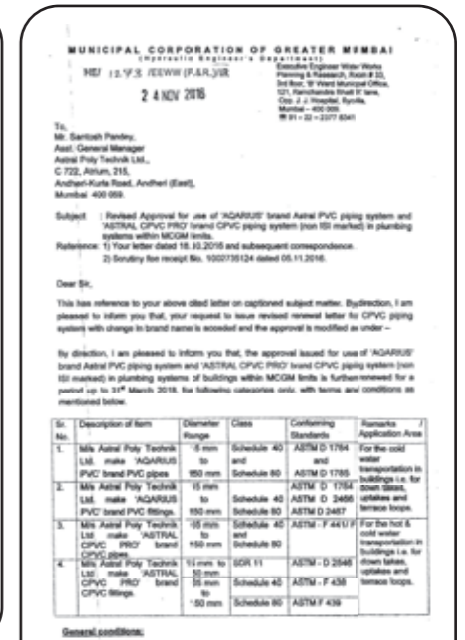 MUNICIPAL CORPORATION OF GREATER MUMBAI
(Hydraulic Engineer's Department)
/EEWW (P.&R.)/
24 NOV 2016
Executive Engineer Water Works
Planning & Research, Room # 33,
3rd floor, 'B' Ward Municipal Office,
121, Ramchandra Bhatt lane,
Opp. J. J. Hospital, Byculla,
Mumbai – 400 009.
To,
Mr. Santosh Pandey,
Asst. General Manager
Astral Poly Technik Ltd.,
C 722, Atrium, 215,
Andheri-Kurla Road, Andheri (East),
Mumbai 400 059.
Subject : Revised Approval for use of 'AQARIUS' brand Astral PVC piping system and
'ASTRAL CPVC PRO' brand CPVC piping system (non ISI marked) in plumbing
systems within MCGM limits.
Reference: 1) Your letter dated 18.10.2016 and subsequent correspondence.
2) Scrutiny fee receipt No. 1002735124 dated 05.11.2016.
Dear Sir,
This has reference to your above cited letter on captioned subject matter. By direction, I am
pleased to inform you that, your request to issue revised renewal letter for CPVC piping
system with change in brand name is acceded and the approval is modified as under –
By direction, I am pleased to inform you that, the approval issued for use of 'AQARIUS'
brand Astral PVC piping system and 'ASTRAL CPVC PRO' brand CPVC piping system (non
ISI marked) in plumbing systems of buildings within MCGM limits is further renewed for a
period up to 31st March 2018, for following categories only, with terms and conditions as
mentioned below.
Sr. No. Description of Item Diameter Range Class Conforming Standards Remarks / Application Area
1. M/s Astral Poly Technik Ltd. make 'AQARIUS PVC' brand PVC pipes 15 mm to 150 mm Schedule 40 and Schedule 80 ASTM D 1784 and ASTM D 1785 For the cold water transportation in buildings i.e. for down takes, uptakes and terrace loops.
2. M/s Astral Poly Technik Ltd. make 'AQARIUS PVC' brand PVC fittings. 15 mm to 150 mm Schedule 40 Schedule 80 ASTM D 1784 ASTM D 2466 ASTM D 2467
3. M/s Astral Poly Technik Ltd make 'ASTRAL CPVC PRO' brand CPVC pipes 15 mm to 150 mm Schedule 40 and Schedule 80 ASTM - F 441/ F For the hot & cold water transportation in buildings i.e. for down takes, uptakes and terrace loops.
4. M/s Astral Poly Technik Ltd make 'ASTRAL CPVC PRO' brand CPVC fittings. 15 mm to 50 mm SDR 11 ASTM - D 2846
to 150 mm Schedule 40 ASTM - F 438
Schedule 80 ASTM F 439
General conditions: